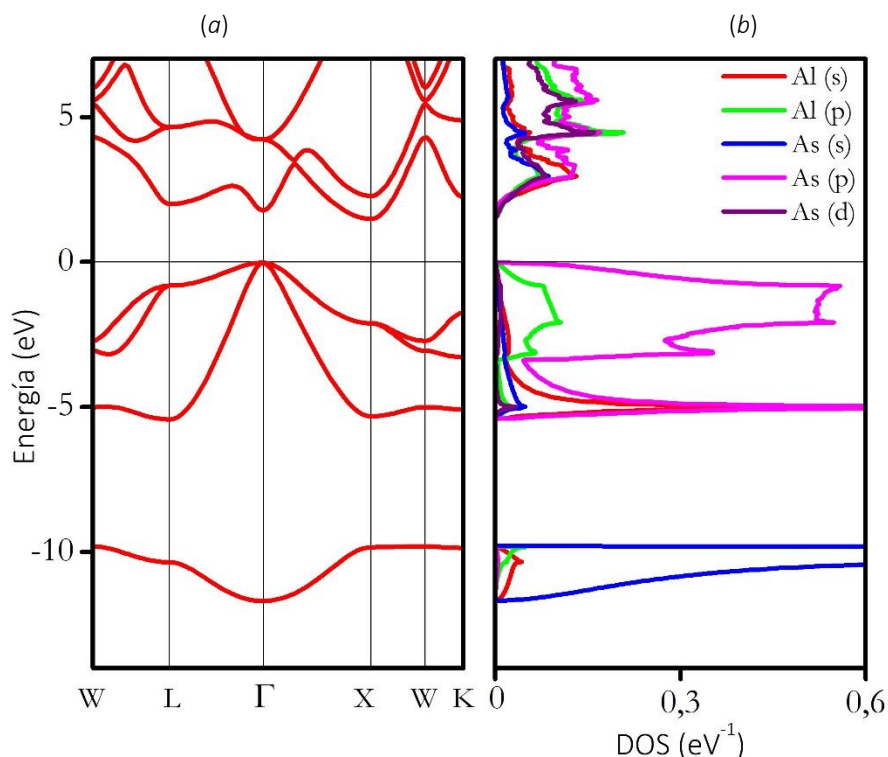 (a)
(b)
Energía (eV)
5
0
-5
-10
W L Γ X W K
Al (s)
Al (p)
As (s)
As (p)
As (d)
0 0,3 0,6
DOS (eV⁻¹)